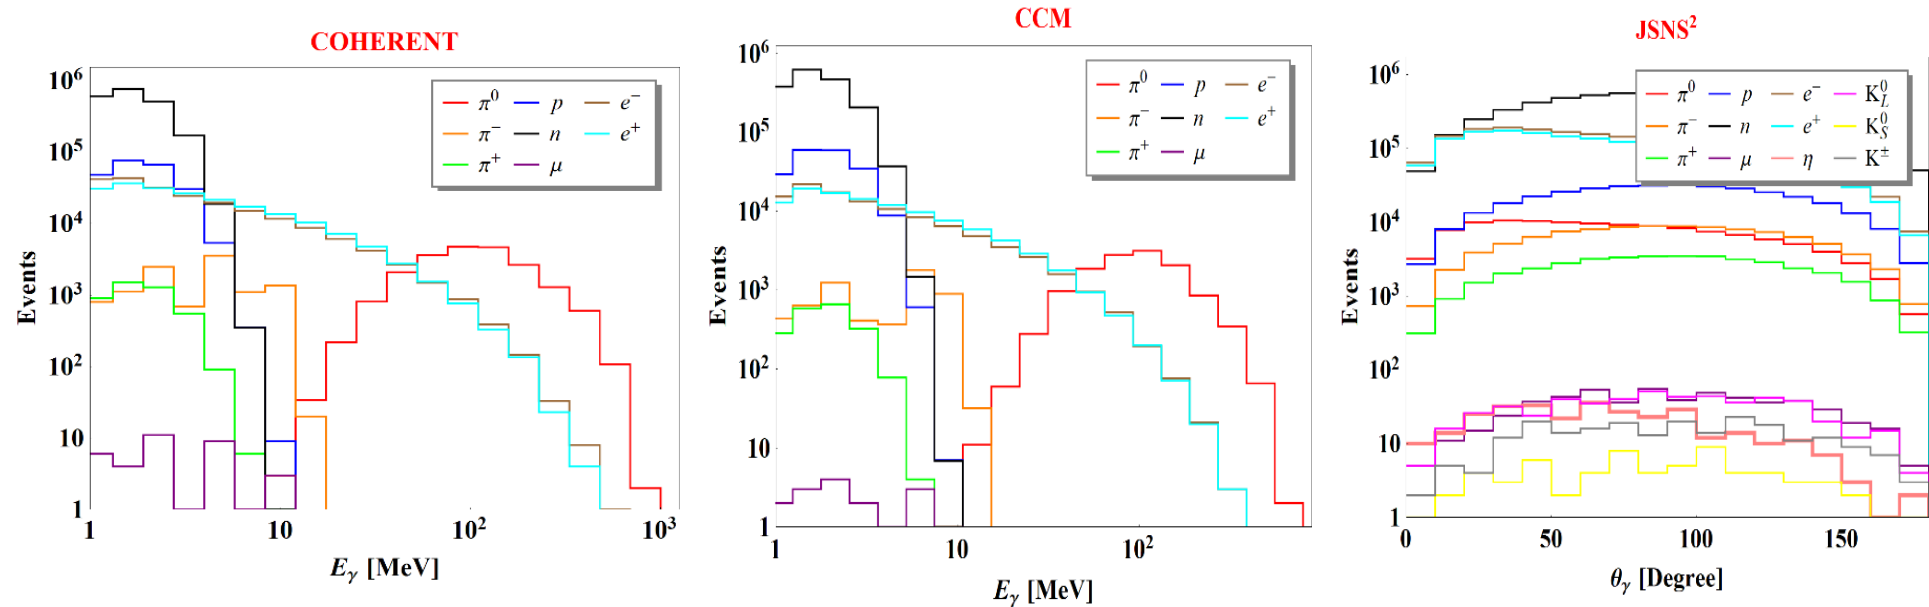 COHERENT
10⁶
10⁵
10⁴
10³
10²
10
1
Events
π⁰ p e⁻
π⁻ n e⁺
π⁺ μ
1 10 10² 10³
E_γ [MeV]
CCM
10⁶
10⁵
10⁴
10³
10²
10
1
Events
π⁰ p e⁻
π⁻ n e⁺
π⁺ μ
1 10 10²
E_γ [MeV]
JSNS²
10⁶
10⁵
10⁴
10³
10²
10
1
Events
π⁰ p e⁻ K⁰_L
π⁻ n e⁺ K⁰_S
π⁺ μ η K^±
0 50 100 150
θ_γ [Degree]